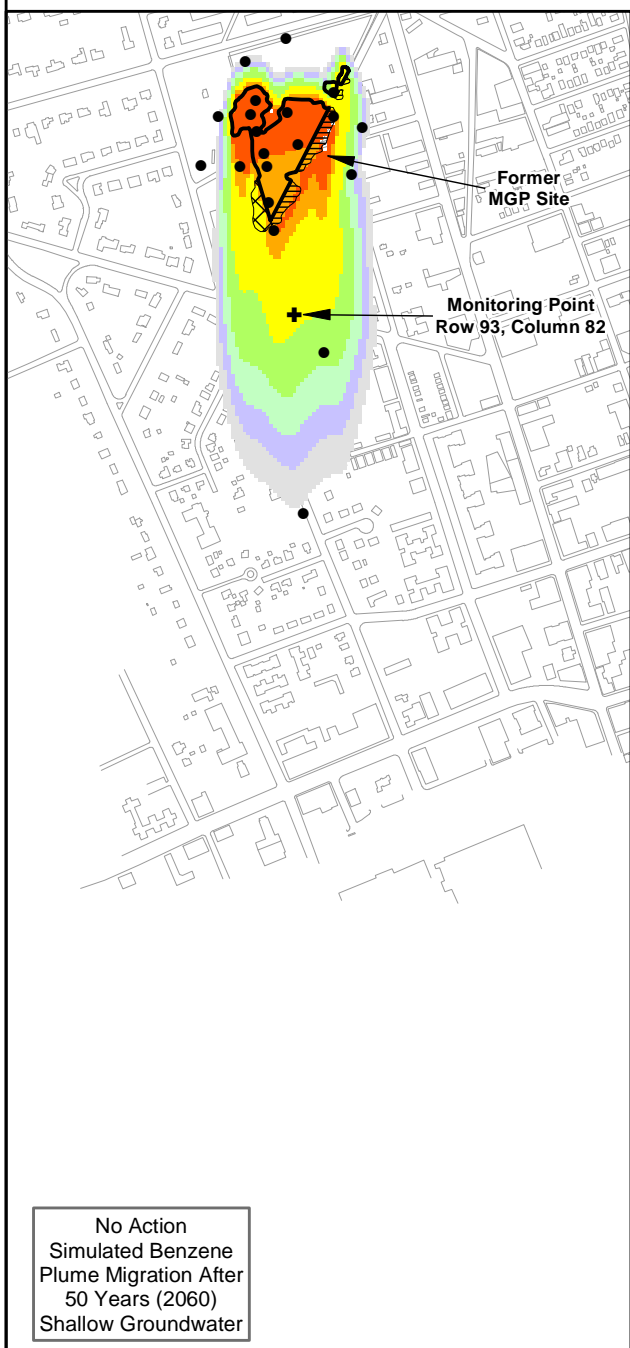 Former
MGP Site
Monitoring Point
Row 93, Column 82
No Action
Simulated Benzene
Plume Migration After
50 Years (2060)
Shallow Groundwater